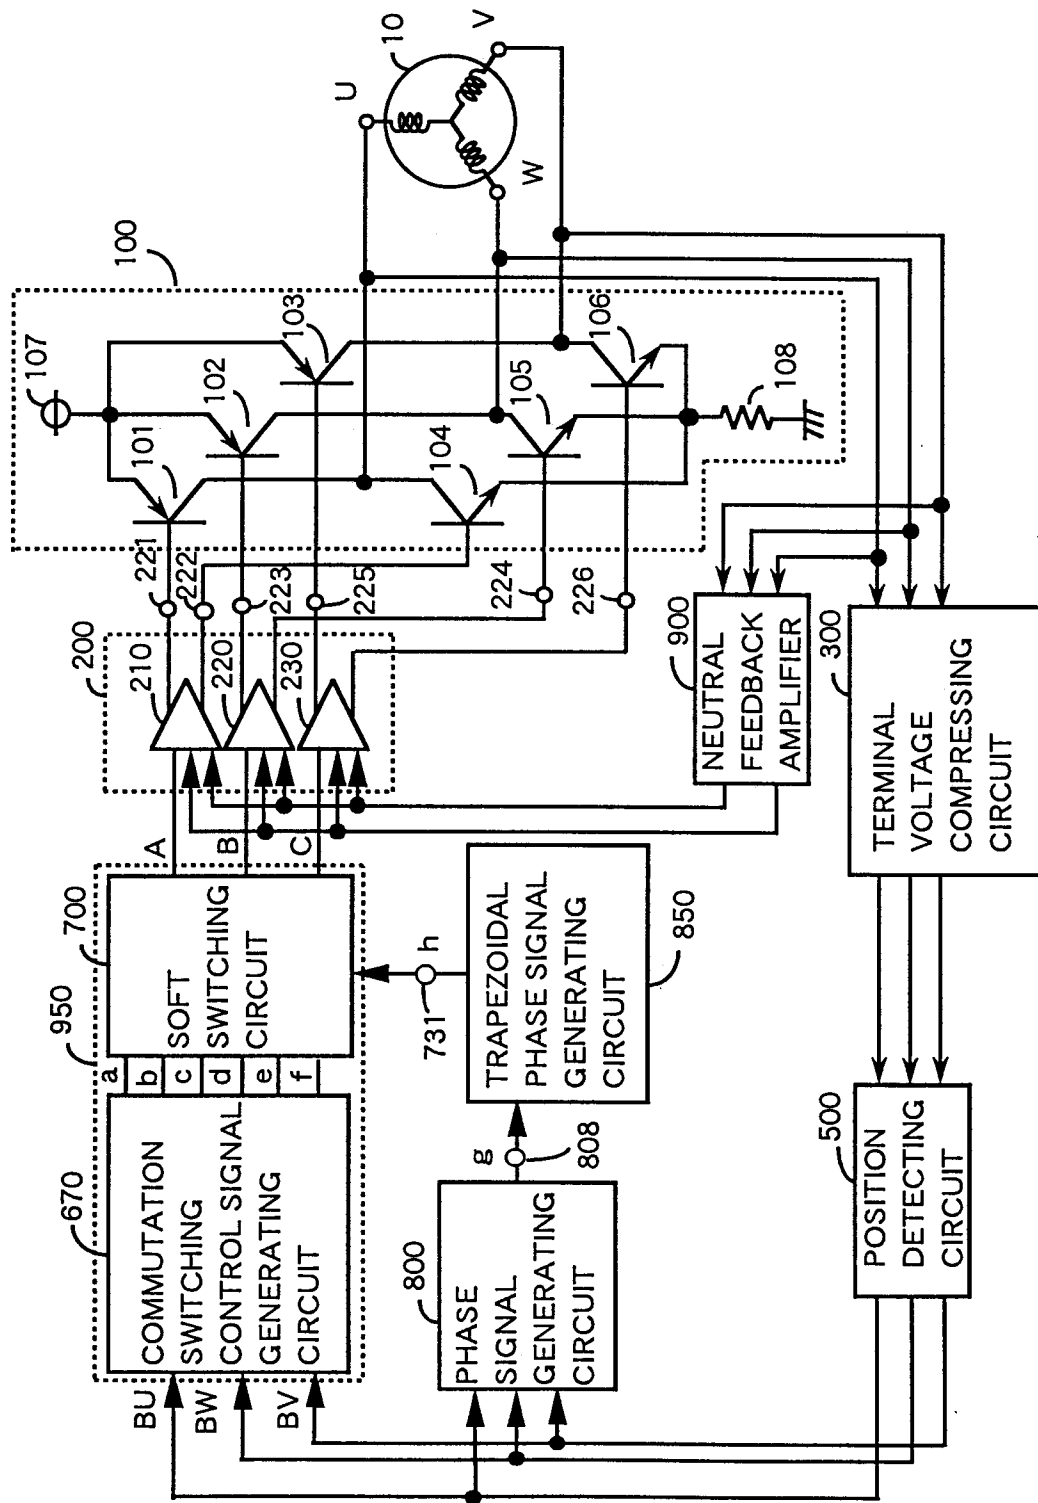 950
670
COMMUTATION
SWITCHING
CONTROL SIGNAL
GENERATING
CIRCUIT
BU
BW
BV
a
b
c
d
e
f
700
SOFT
SWITCHING
CIRCUIT
A
B
C
200
210
220
230
221
222
223
225
224
226
100
107
101
102
103
104
105
106
108
10
U
V
W
800
PHASE
SIGNAL
GENERATING
CIRCUIT
g
808
TRAPEZOIDAL
PHASE SIGNAL
GENERATING
CIRCUIT
850
731
h
900
NEUTRAL
FEEDBACK
AMPLIFIER
300
TERMINAL
VOLTAGE
COMPRESSING
CIRCUIT
500
POSITION
DETECTING
CIRCUIT